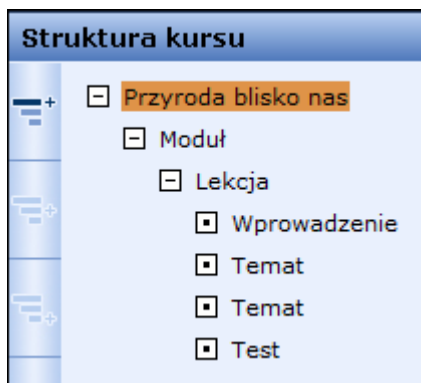 Struktura kursu
Przyroda blisko nas
Moduł
Lekcja
Wprowadzenie
Temat
Temat
Test